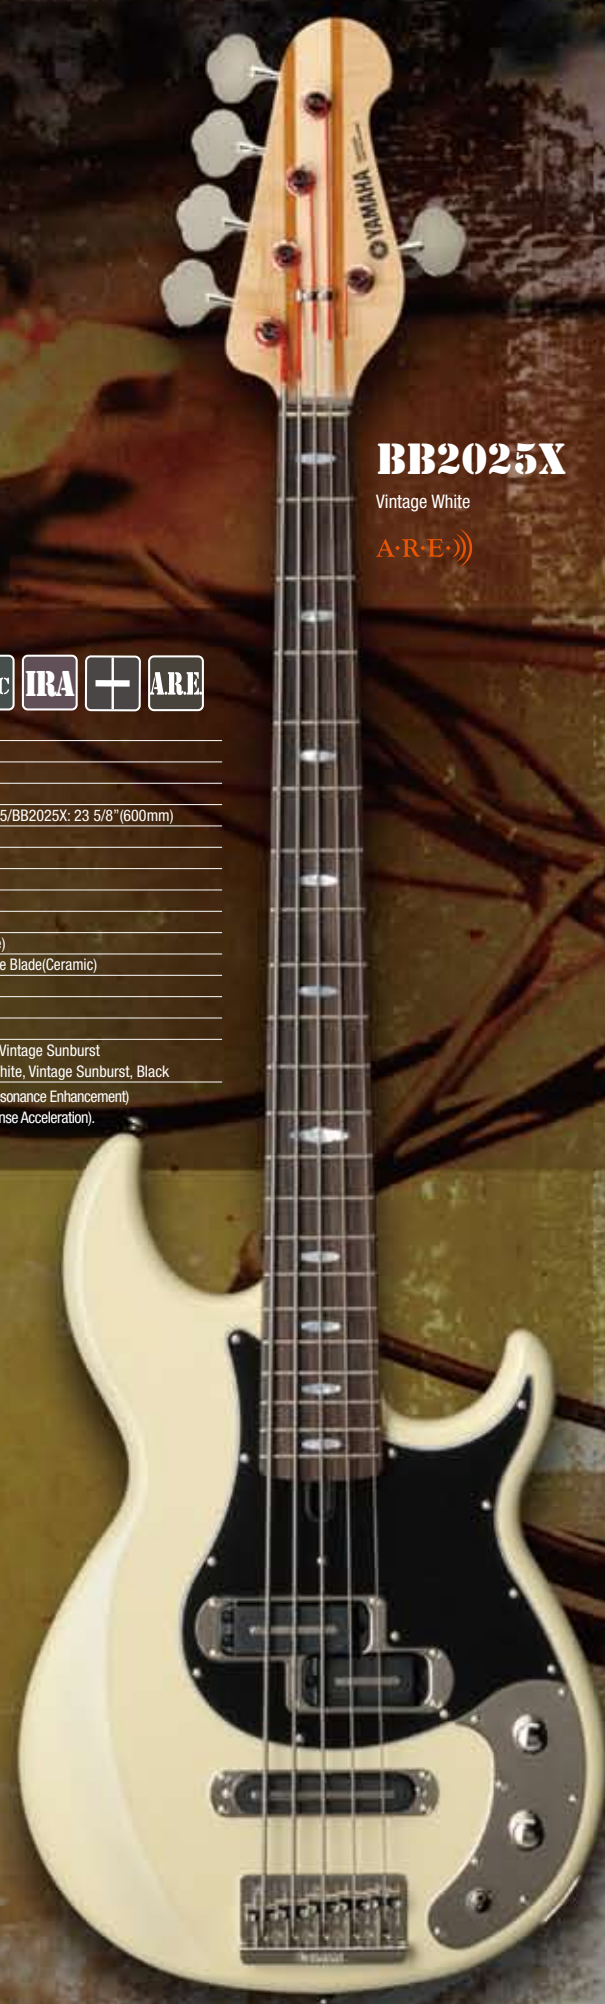 YAMAHA
BB2025X
Vintage White
A·R·E·
C IRA A.R.E.
5/BB2025X: 23 5/8"(600mm)
)
e Blade(Ceramic)
Vintage Sunburst
hite, Vintage Sunburst, Black
sonance Enhancement)
nse Acceleration).